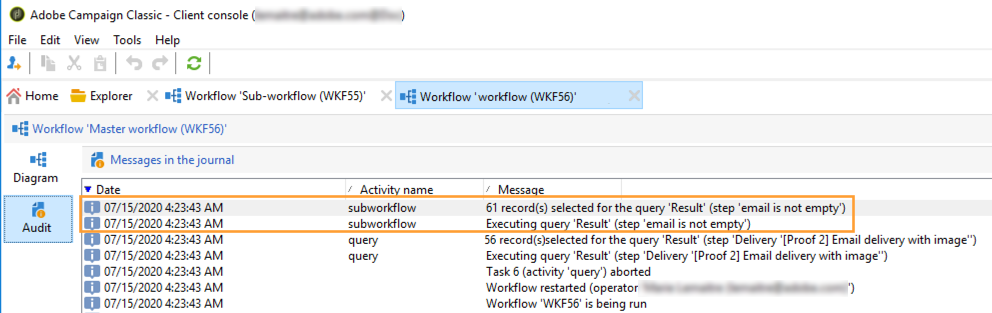 Adobe Campaign Classic - Client console (
File Edit View Tools Help
Home Explorer Workflow 'Sub-workflow (WKF55)' Workflow 'workflow (WKF56)'
Workflow 'Master workflow (WKF56)'
Diagram
Audit
Messages in the journal
Date Activity name Message
07/15/2020 4:23:43 AM subworkflow 61 record(s) selected for the query 'Result' (step 'email is not empty')
07/15/2020 4:23:43 AM subworkflow Executing query 'Result' (step 'email is not empty')
07/15/2020 4:23:43 AM query 56 record(s)selected for the query 'Result' (step 'Delivery '[Proof 2] Email delivery with image'')
07/15/2020 4:23:43 AM query Executing query 'Result' (step 'Delivery '[Proof 2] Email delivery with image'')
07/15/2020 4:23:43 AM Task 6 (activity 'query') aborted
07/15/2020 4:23:43 AM Workflow restarted (operator ')
07/15/2020 4:23:43 AM Workflow 'WKF56' is being run